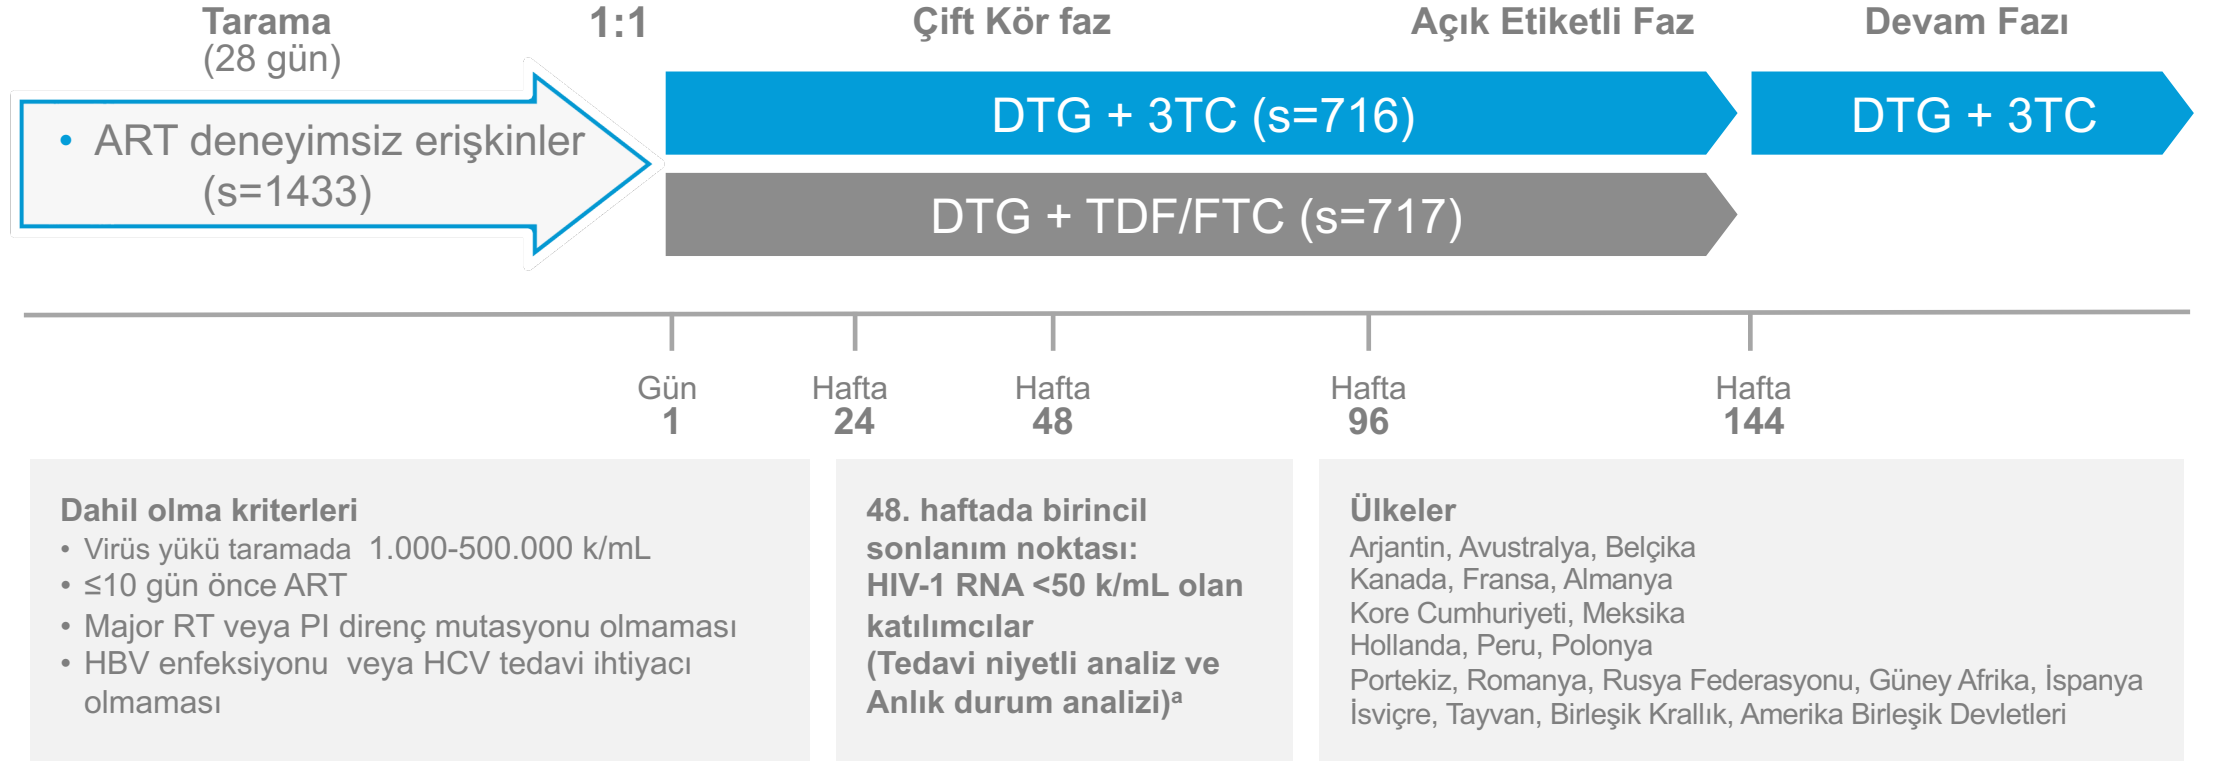 Tarama
(28 gün)
1:1
Çift Kör faz
Açık Etiketli Faz
Devam Fazı
• ART deneyimsiz erişkinler
(s=1433)
DTG + 3TC (s=716)
DTG + 3TC
DTG + TDF/FTC (s=717)
Gün
1
Hafta
24
Hafta
48
Hafta
96
Hafta
144
Dahil olma kriterleri
• Virüs yükü taramada 1.000-500.000 k/mL
• ≤10 gün önce ART
• Major RT veya PI direnç mutasyonu olmaması
• HBV enfeksiyonu veya HCV tedavi ihtiyacı
olmaması
48. haftada birincil
sonlanım noktası:
HIV-1 RNA <50 k/mL olan
katılımcılar
(Tedavi niyetli analiz ve
Anlık durum analizi)ᵃ
Ülkeler
Arjantin, Avustralya, Belçika
Kanada, Fransa, Almanya
Kore Cumhuriyeti, Meksika
Hollanda, Peru, Polonya
Portekiz, Romanya, Rusya Federasyonu, Güney Afrika, İspanya
İsviçre, Tayvan, Birleşik Krallık, Amerika Birleşik Devletleri